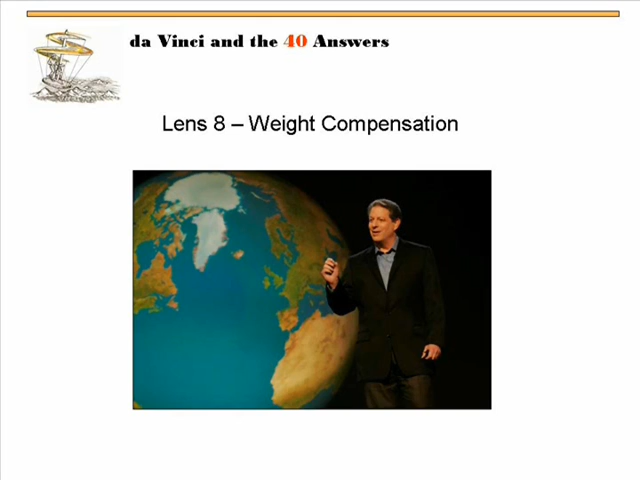 da Vinci and the 40 Answers
Lens 8 – Weight Compensation